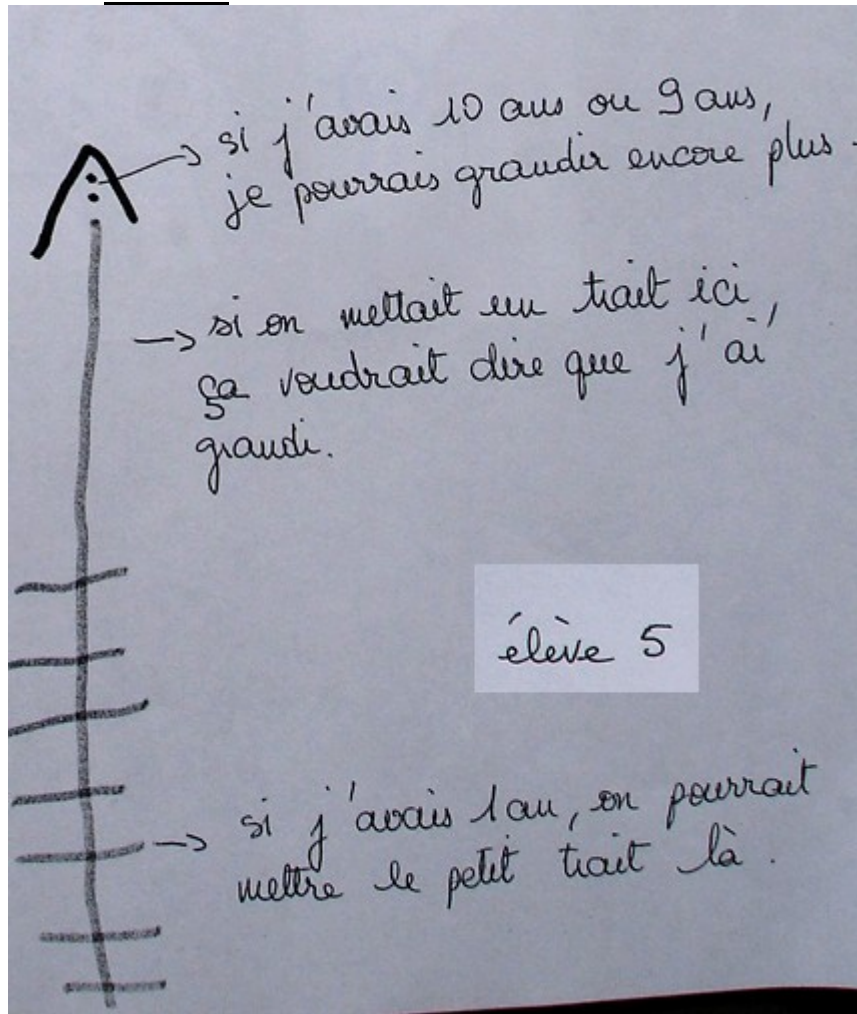 si j'avais 10 ans ou 9 ans,
je pourrais grandir encore plus.
si on mettait un trait ici,
ça voudrait dire que j'ai
grandi.
élève 5
si j'avais 1 an, on pourrait
mettre le petit trait là.